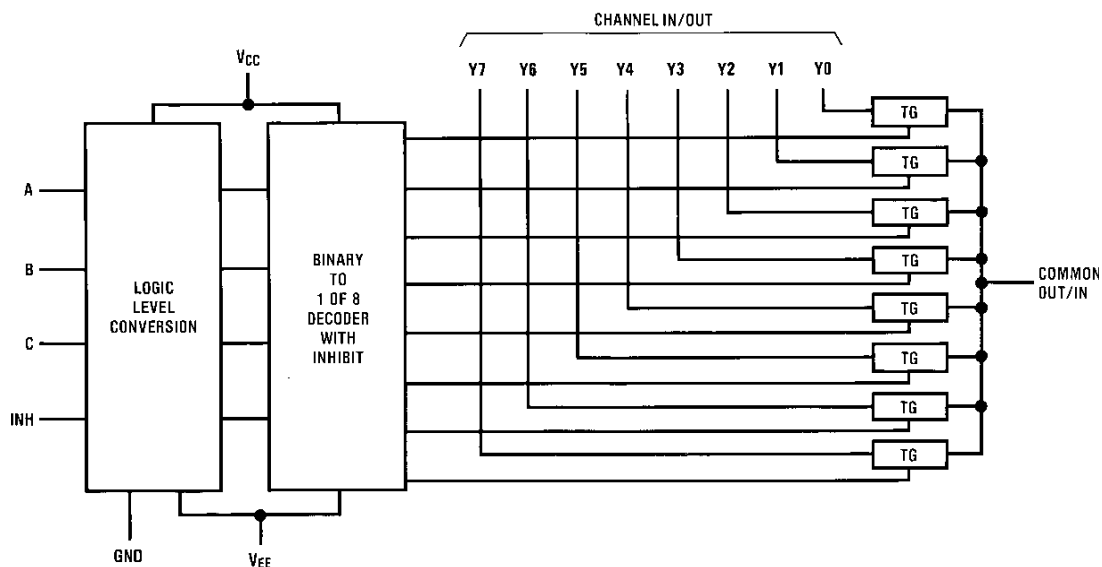 CHANNEL IN/OUT
VCC
Y7 Y6 Y5 Y4 Y3 Y2 Y1 Y0
TG
TG
TG
TG
TG
TG
TG
TG
A
B
C
INH
LOGIC
LEVEL
CONVERSION
BINARY
TO
1 OF 8
DECODER
WITH
INHIBIT
COMMON
OUT/IN
GND
VEE